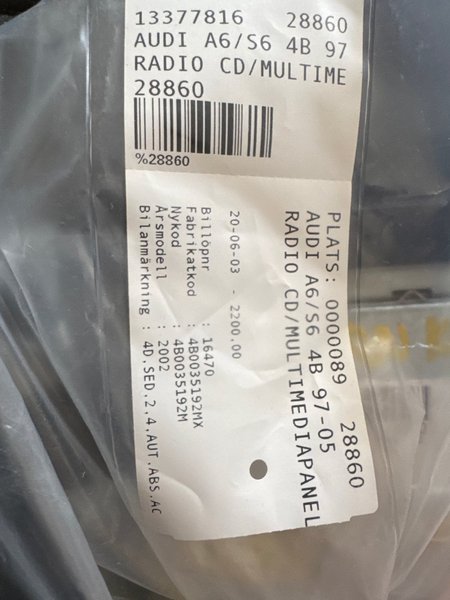 13377816 28860
AUDI A6/S6 4B 97
RADIO CD/MULTIME
28860
%28860
PLATS: 0000089 28860
AUDI A6/S6 4B 97-05
RADIO CD/MULTIMEDIAPANEL
20-06-03 - 2200,00
Billöpnr : 16470
Fabrikatkod : 4B0035192MX
Nykod : 4B0035192M
Årsmodell : 2002
Bilanmärkning : 4D,SED,2,4,AUT,ABS,AC